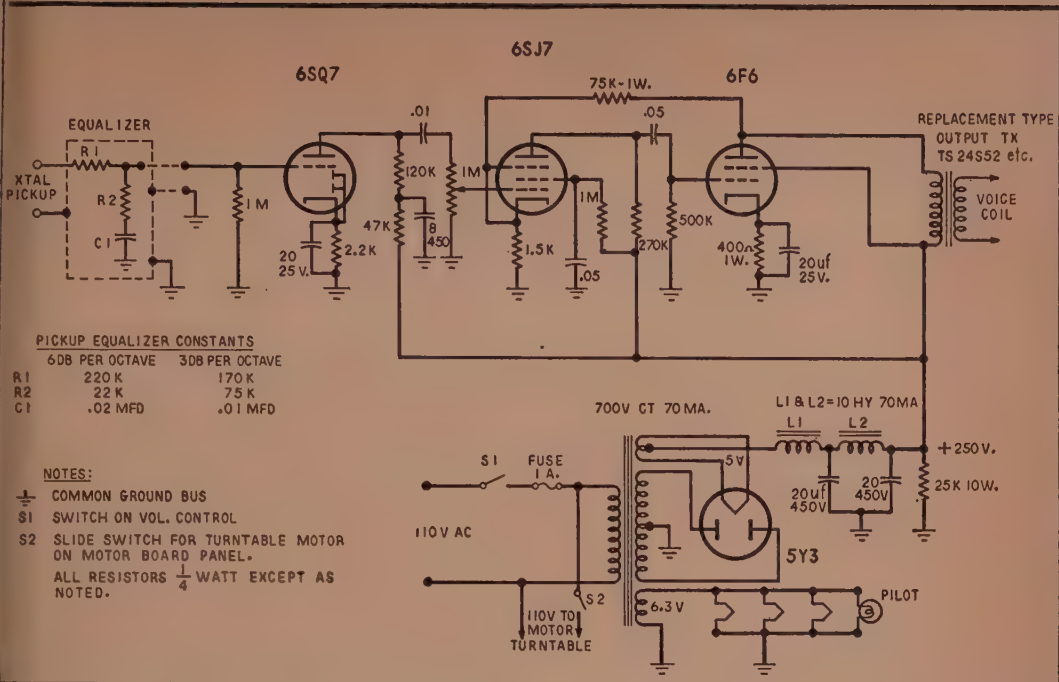 6SQ7
6SJ7
6F6
75K-1W.
.01
.05
EQUALIZER
R1
XTAL
PICKUP
R2
C1
1M
120K
1M
47K
8
450
20
25V.
2.2K
1.5K
1M
.05
270K
500K
400Ω
1W.
20uf
25V.
REPLACEMENT TYPE
OUTPUT TX
TS24S52 etc.
VOICE
COIL
PICKUP EQUALIZER CONSTANTS
6DB PER OCTAVE 3DB PER OCTAVE
R1 220K 170K
R2 22K 75K
C1 .02 MFD .01 MFD
NOTES:
COMMON GROUND BUS
S1 SWITCH ON VOL. CONTROL
S2 SLIDE SWITCH FOR TURNTABLE MOTOR
ON MOTOR BOARD PANEL.
ALL RESISTORS 1/4 WATT EXCEPT AS
NOTED.
700V CT 70MA.
L1 & L2=10 HY 70MA
L1
L2
+250V.
20uf
450V
20
450V
25K 10W.
S1
FUSE
1A.
110V AC
5V
5Y3
S2
110V TO
MOTOR
TURNTABLE
6.3V
PILOT